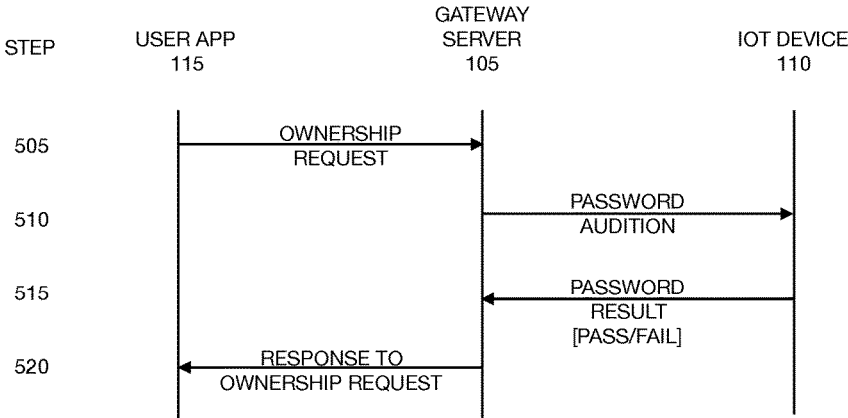 STEP
USER APP
115
GATEWAY
SERVER
105
IOT DEVICE
110
505
OWNERSHIP
REQUEST
510
PASSWORD
AUDITION
515
PASSWORD
RESULT
[PASS/FAIL]
520
RESPONSE TO
OWNERSHIP REQUEST